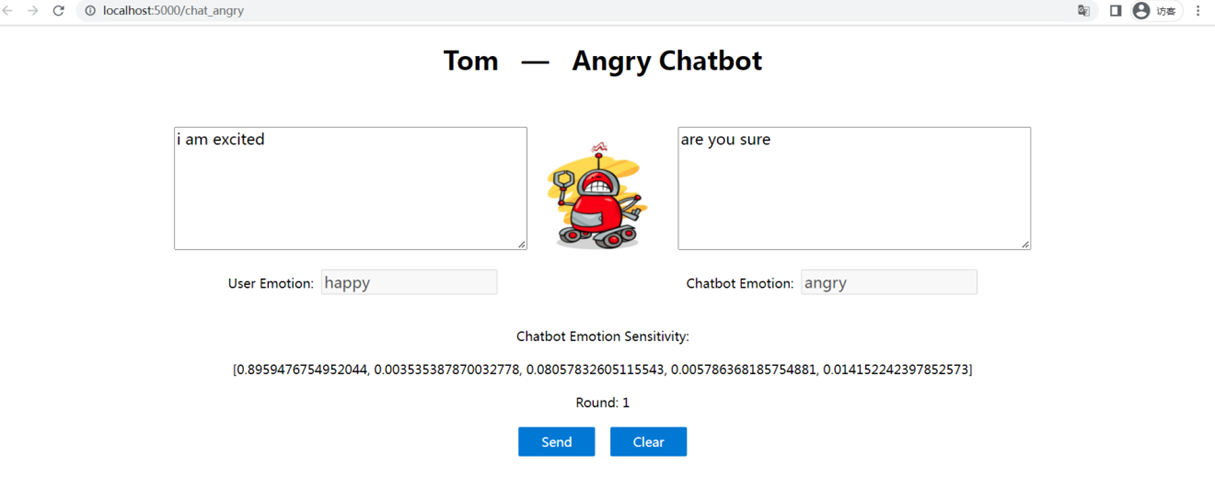 localhost:5000/chat_angry
访客
Tom — Angry Chatbot
i am excited
are you sure
User Emotion: happy
Chatbot Emotion: angry
Chatbot Emotion Sensitivity:
[0.8959476754952044, 0.003535387870032778, 0.08057832605115543, 0.005786368185754881, 0.014152242397852573]
Round: 1
Send
Clear